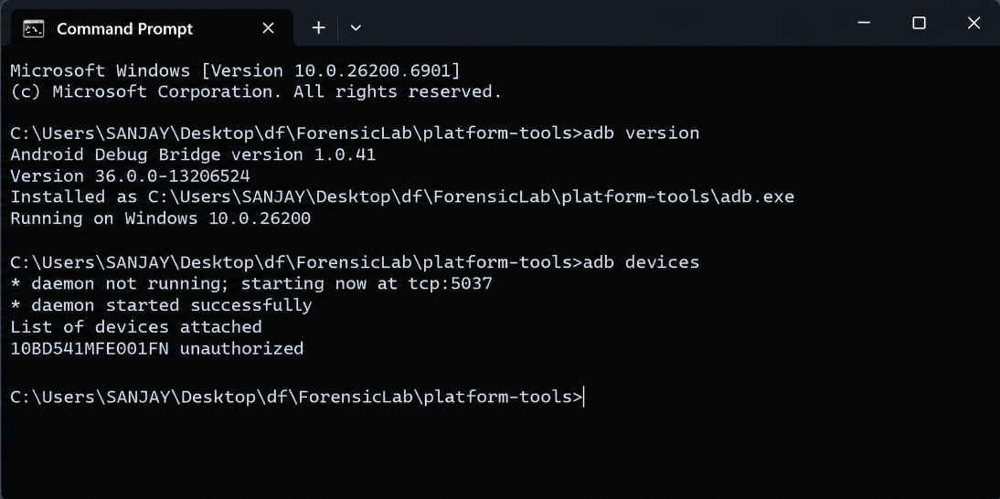 Command Prompt
Microsoft Windows [Version 10.0.26200.6901]
(c) Microsoft Corporation. All rights reserved.
C:\Users\SANJAY\Desktop\df\ForensicLab\platform-tools>adb version
Android Debug Bridge version 1.0.41
Version 36.0.0-13206524
Installed as C:\Users\SANJAY\Desktop\df\ForensicLab\platform-tools\adb.exe
Running on Windows 10.0.26200
C:\Users\SANJAY\Desktop\df\ForensicLab\platform-tools>adb devices
* daemon not running; starting now at tcp:5037
* daemon started successfully
List of devices attached
10BD541MFE001FN unauthorized
C:\Users\SANJAY\Desktop\df\ForensicLab\platform-tools>